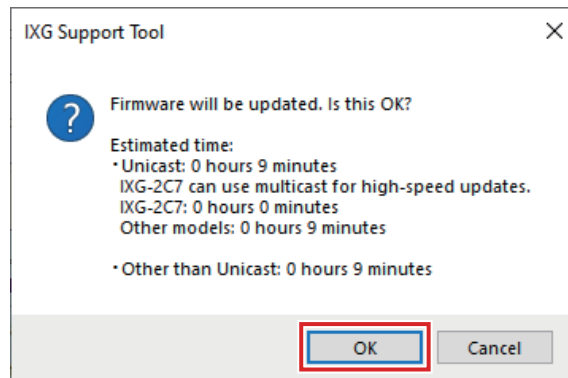 IXG Support Tool
Firmware will be updated. Is this OK?
Estimated time:
・Unicast: 0 hours 9 minutes
IXG-2C7 can use multicast for high-speed updates.
IXG-2C7: 0 hours 0 minutes
Other models: 0 hours 9 minutes
・Other than Unicast: 0 hours 9 minutes
OK
Cancel